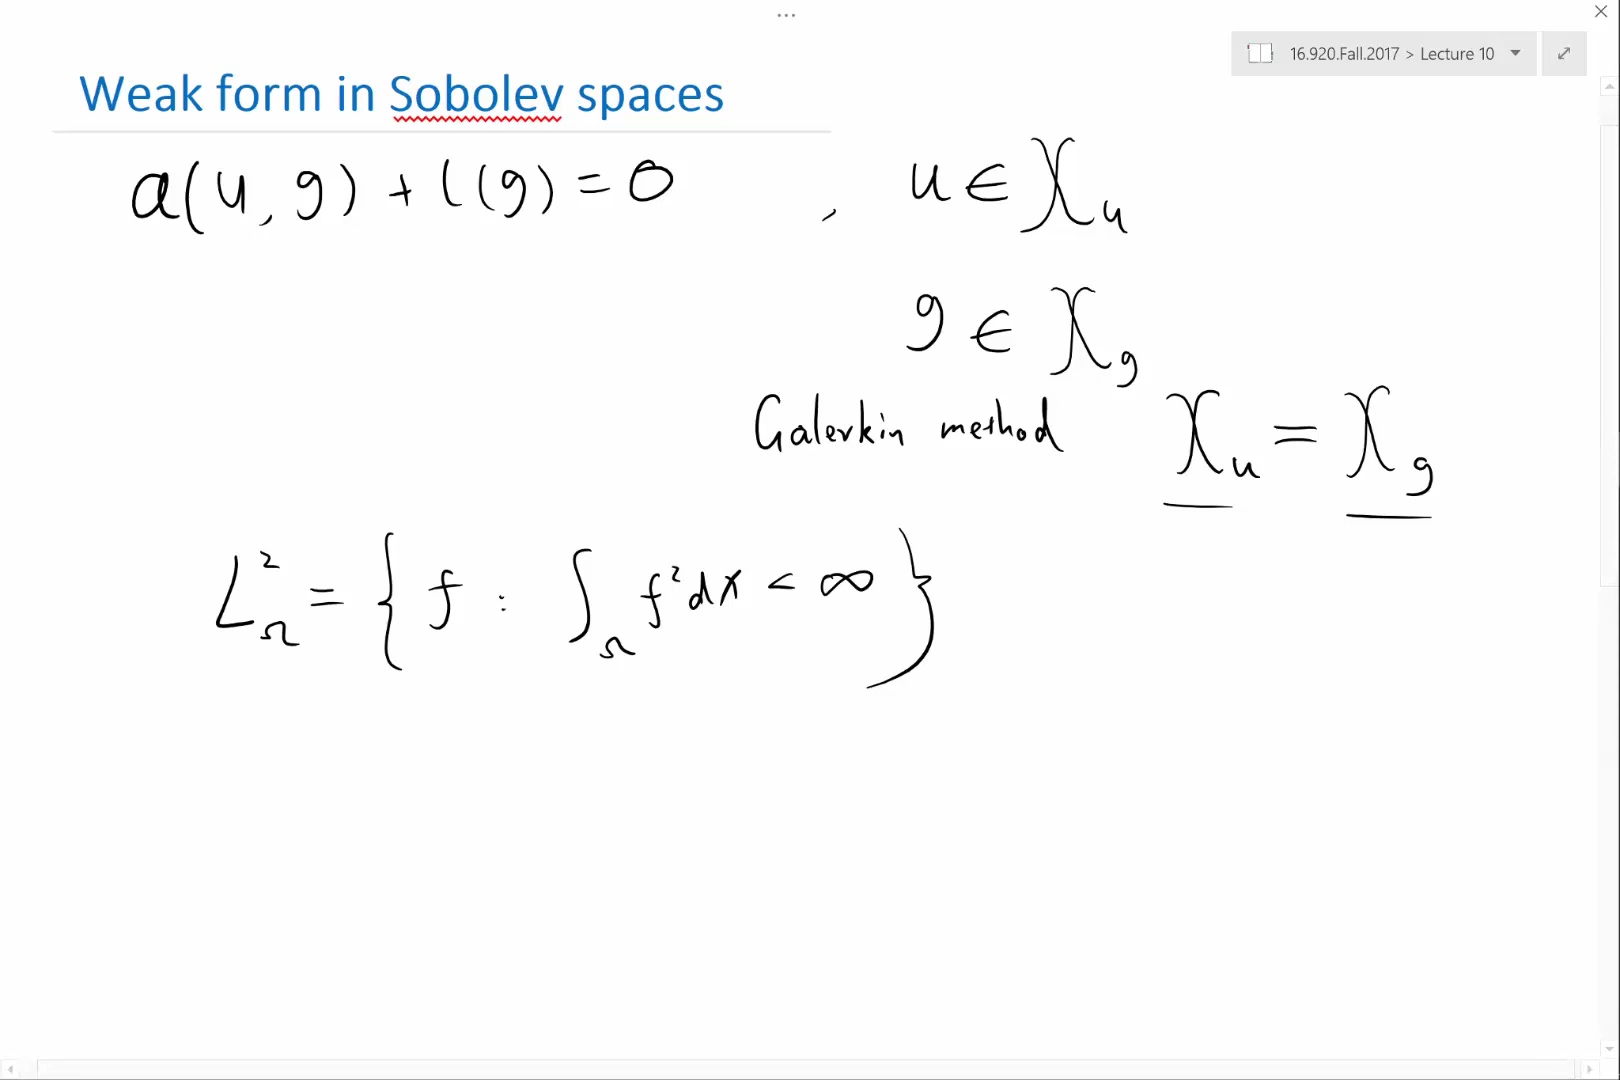 ...
16.920.Fall.2017 > Lecture 10
Weak form in Sobolev spaces
a(u, g) + l(g) = 0 , u ∈ X_u
g ∈ X_g
Galerkin method X_u = X_g
L²_Ω = { f : ∫_Ω f² dx < ∞ }